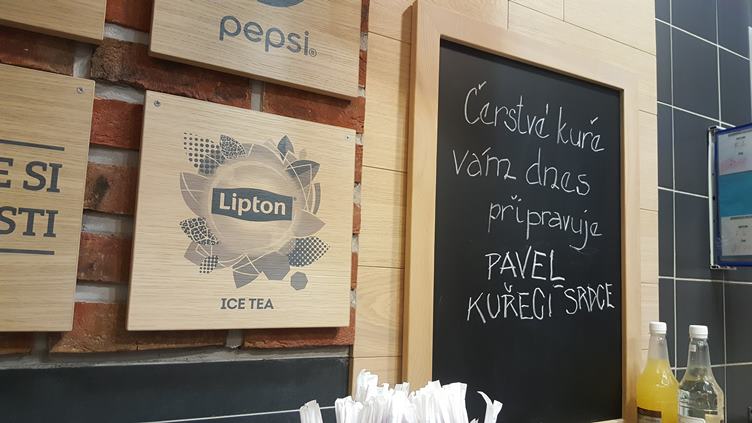 pepsi®
E SI
STI
Lipton
ICE TEA
Čerstvé kuře
vám dnes
připravuje
PAVEL
KUŘECÍ SRDCE